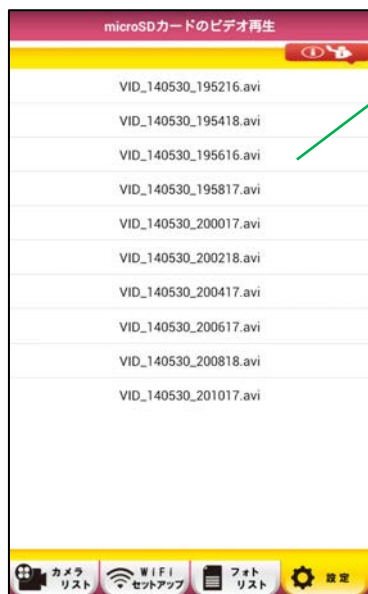 microSDカードのビデオ再生
VID_140530_195216.avi
VID_140530_195418.avi
VID_140530_195616.avi
VID_140530_195817.avi
VID_140530_200017.avi
VID_140530_200218.avi
VID_140530_200417.avi
VID_140530_200617.avi
VID_140530_200818.avi
VID_140530_201017.avi
カメラ
リスト
WiFi
セットアップ
フォト
リスト
設定